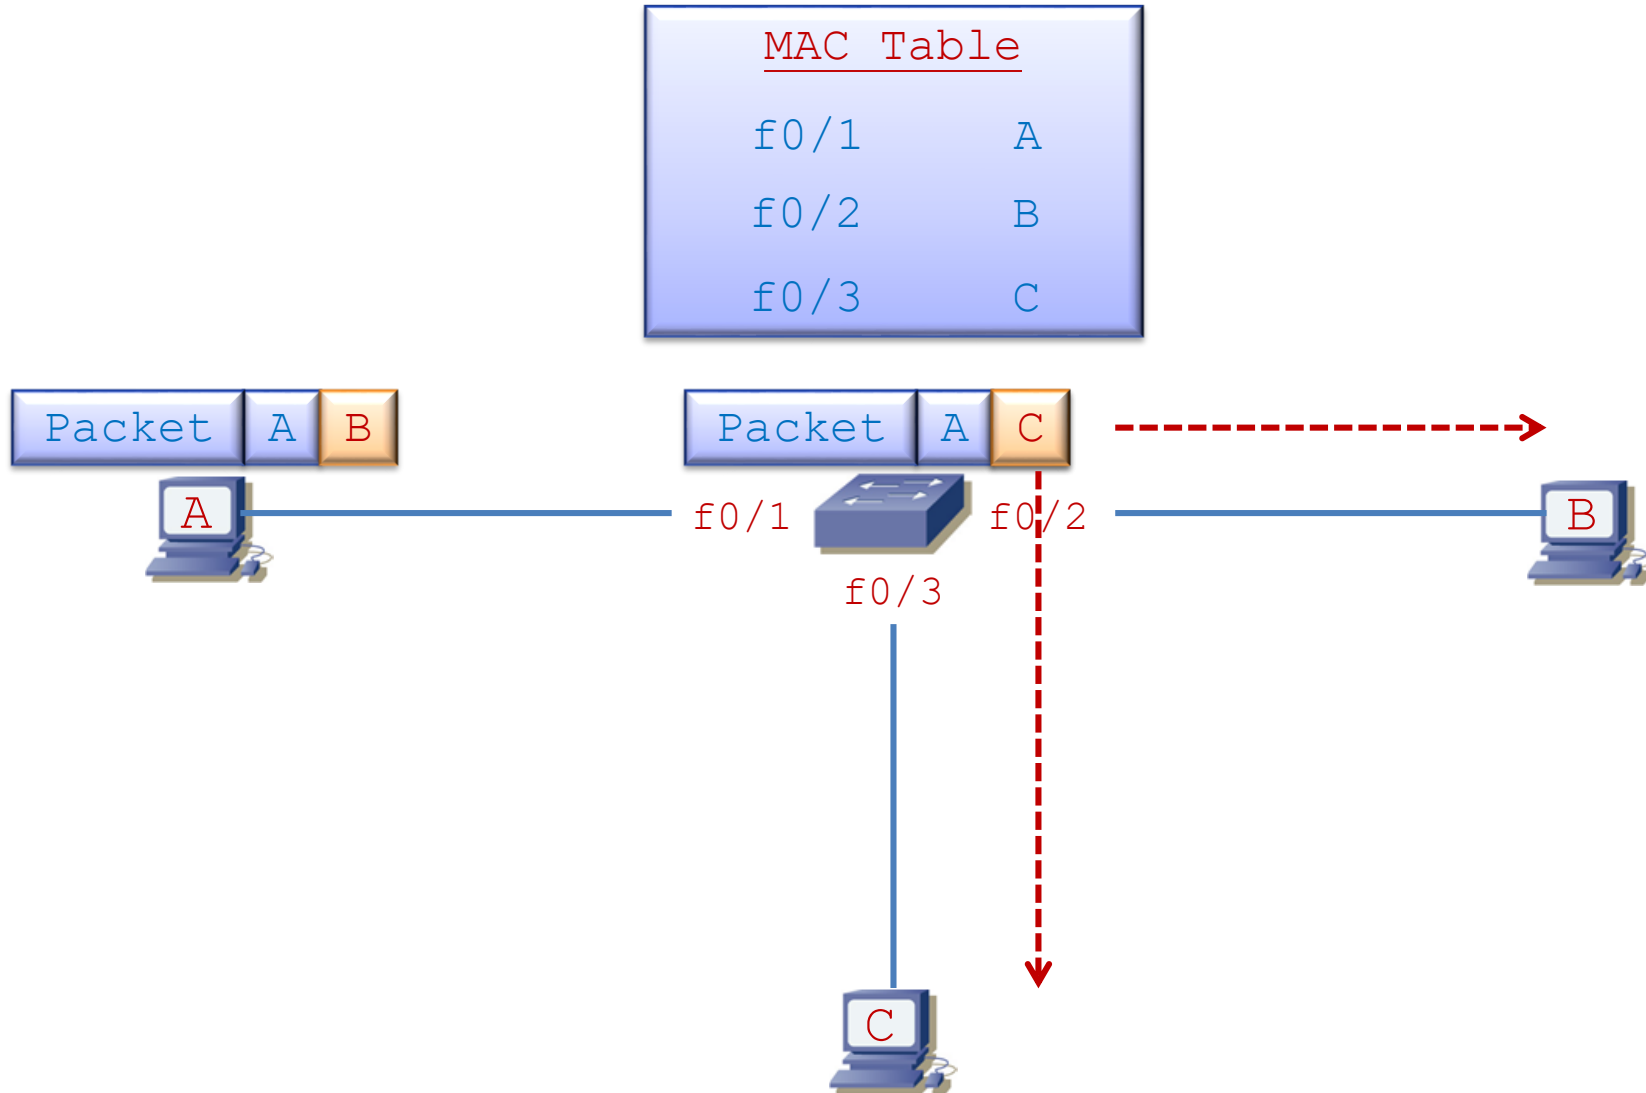 MAC Table
f0/1 A
f0/2 B
f0/3 C
Packet A B
Packet A C
A
f0/1
f0/2
B
f0/3
C